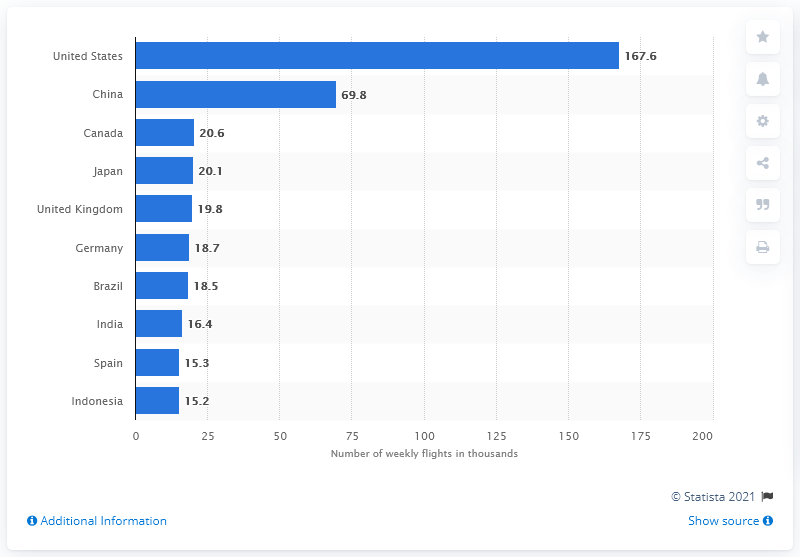 United States 167.6
China 69.8
Canada 20.6
Japan 20.1
United Kingdom 19.8
Germany 18.7
Brazil 18.5
India 16.4
Spain 15.3
Indonesia 15.2
0 25 50 75 100 125 150 175 200
Number of weekly flights in thousands
© Statista 2021
Additional Information Show source